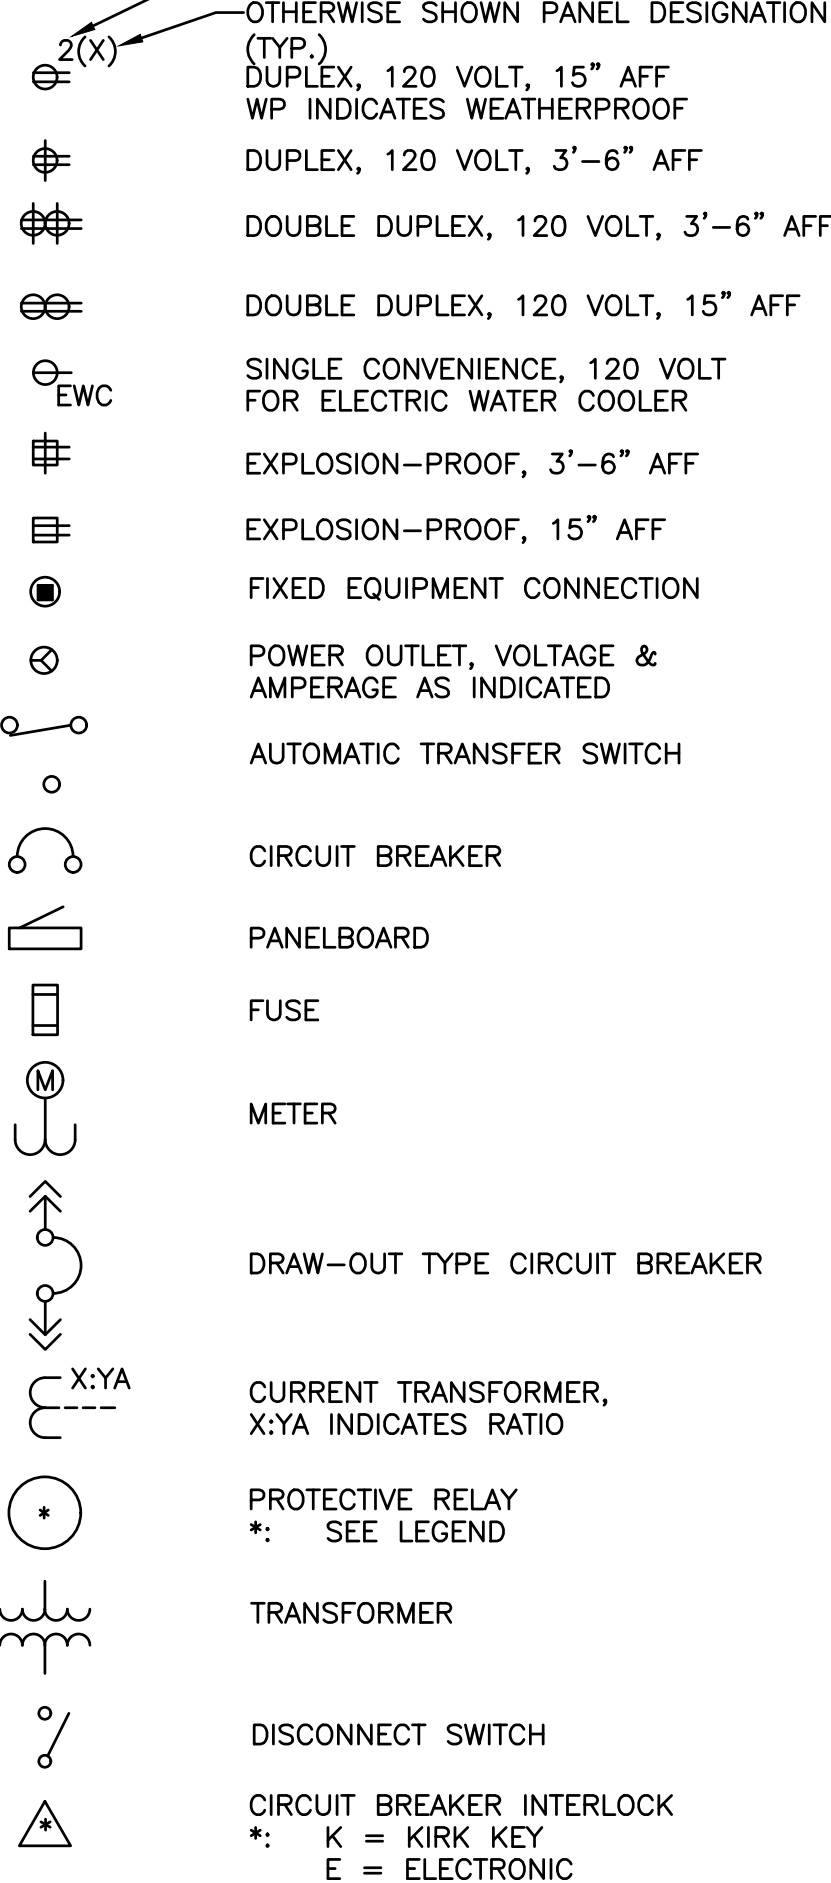 OTHERWISE SHOWN PANEL DESIGNATION
2(X) (TYP.)
DUPLEX, 120 VOLT, 15” AFF
WP INDICATES WEATHERPROOF
DUPLEX, 120 VOLT, 3’–6” AFF
DOUBLE DUPLEX, 120 VOLT, 3’–6” AFF
DOUBLE DUPLEX, 120 VOLT, 15” AFF
SINGLE CONVENIENCE, 120 VOLT
EWC FOR ELECTRIC WATER COOLER
EXPLOSION–PROOF, 3’–6” AFF
EXPLOSION–PROOF, 15” AFF
FIXED EQUIPMENT CONNECTION
POWER OUTLET, VOLTAGE &
AMPERAGE AS INDICATED
AUTOMATIC TRANSFER SWITCH
CIRCUIT BREAKER
PANELBOARD
FUSE
M
METER
DRAW–OUT TYPE CIRCUIT BREAKER
X:YA
CURRENT TRANSFORMER,
X:YA INDICATES RATIO
PROTECTIVE RELAY
* *: SEE LEGEND
TRANSFORMER
DISCONNECT SWITCH
CIRCUIT BREAKER INTERLOCK
* *: K = KIRK KEY
E = ELECTRONIC